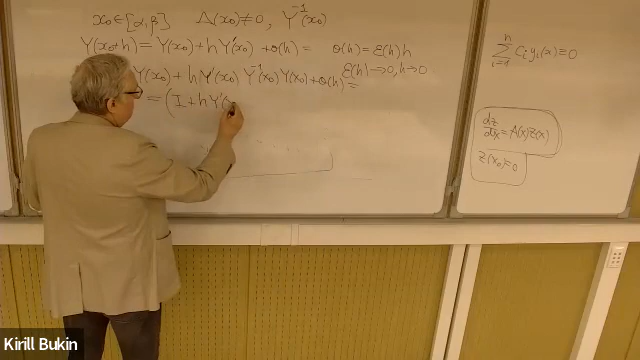 x₀ ∈ [α,β] Δ(x₀) ≠ 0, Y⁻¹(x₀)
Y(x₀+h) = Y(x₀) + hY'(x₀) + o(h) = o(h) = ε(h)h
Y(x₀) + hY'(x₀) Y⁻¹(x₀) Y(x₀) + o(h) = ε(h) → 0, h → 0
= (I + hY'(
n
Σ Cᵢ yᵢ(x) ≡ 0
i=1
dz/dx = A(x)Z(x)
Z(x₀) = 0
Kirill Bukin